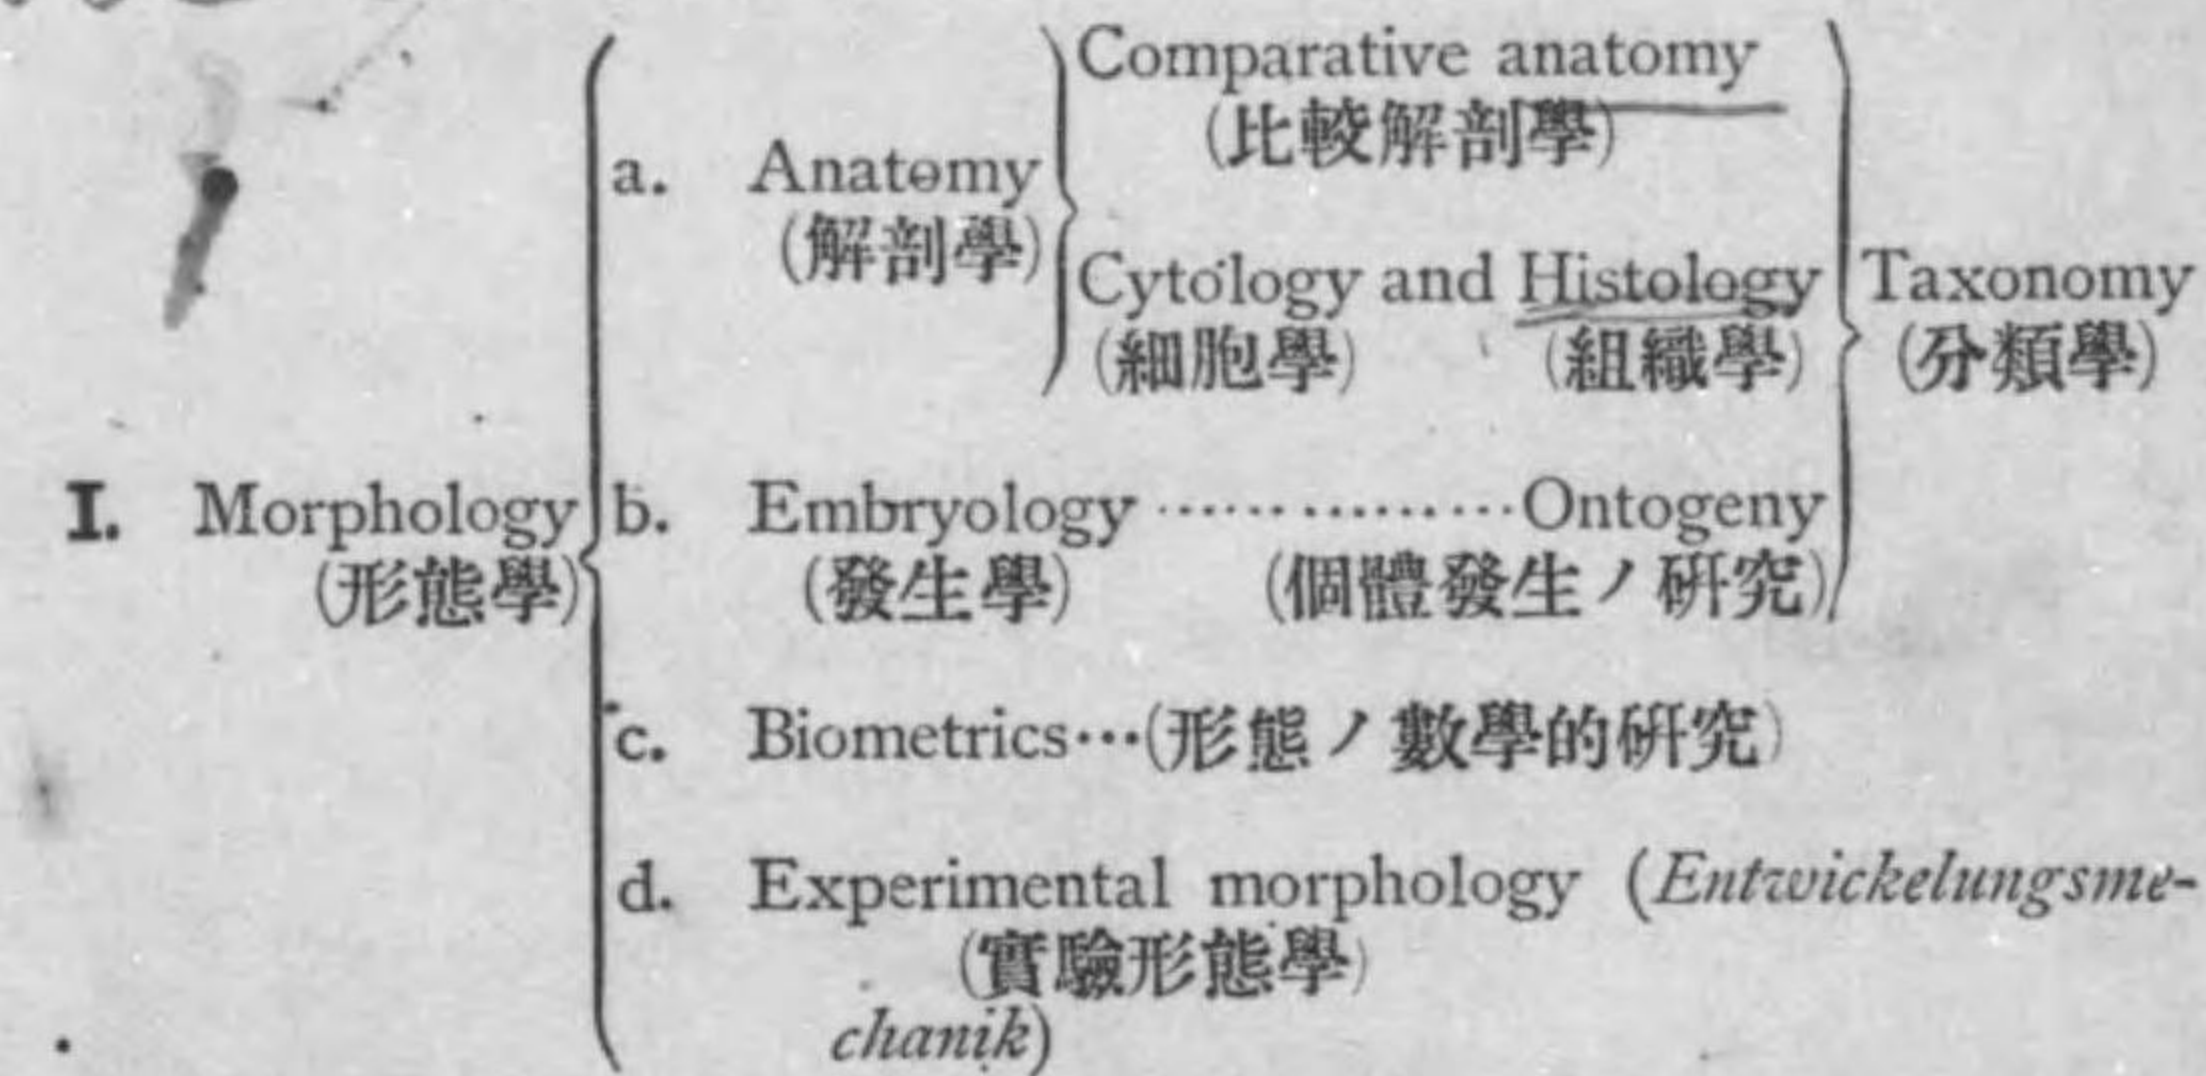 Comparative anatomy
(比較解剖學)
a. Anatomy
(解剖學)
Cytology and Histology
(細胞學) (組織學)
Taxonomy
(分類學)
I. Morphology
(形態學)
b. Embryology ················Ontogeny
(發生學) (個體發生ノ硏究)
c. Biometrics···(形態ノ數學的硏究)
d. Experimental morphology (Entwickelungsme-
(實驗形態學)
chanik)